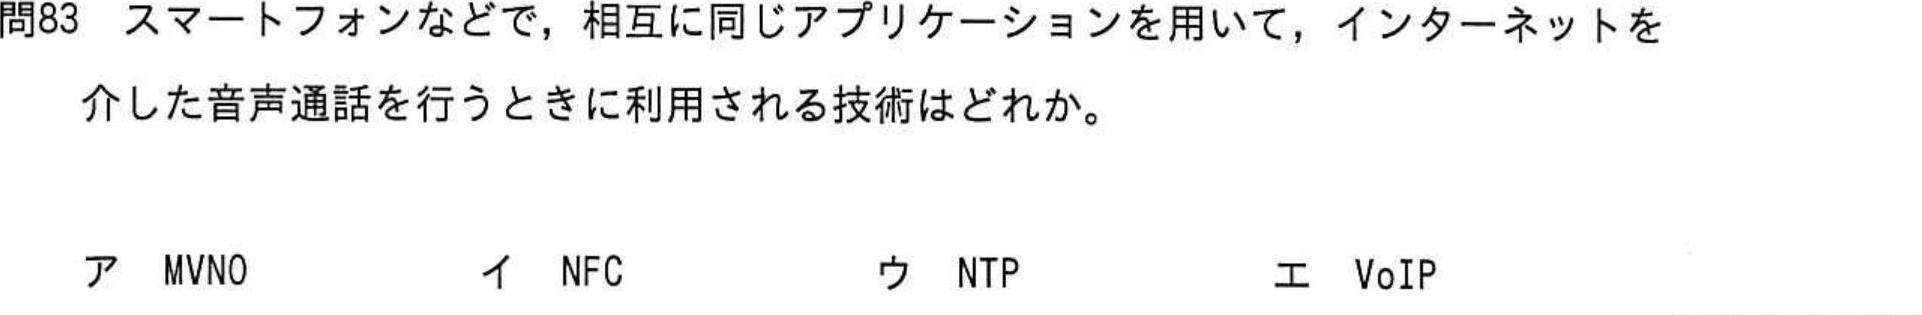 問83　スマートフォンなどで，相互に同じアプリケーションを用いて，インターネットを
介した音声通話を行うときに利用される技術はどれか。
ア　MVNO　イ　NFC　ウ　NTP　エ　VoIP